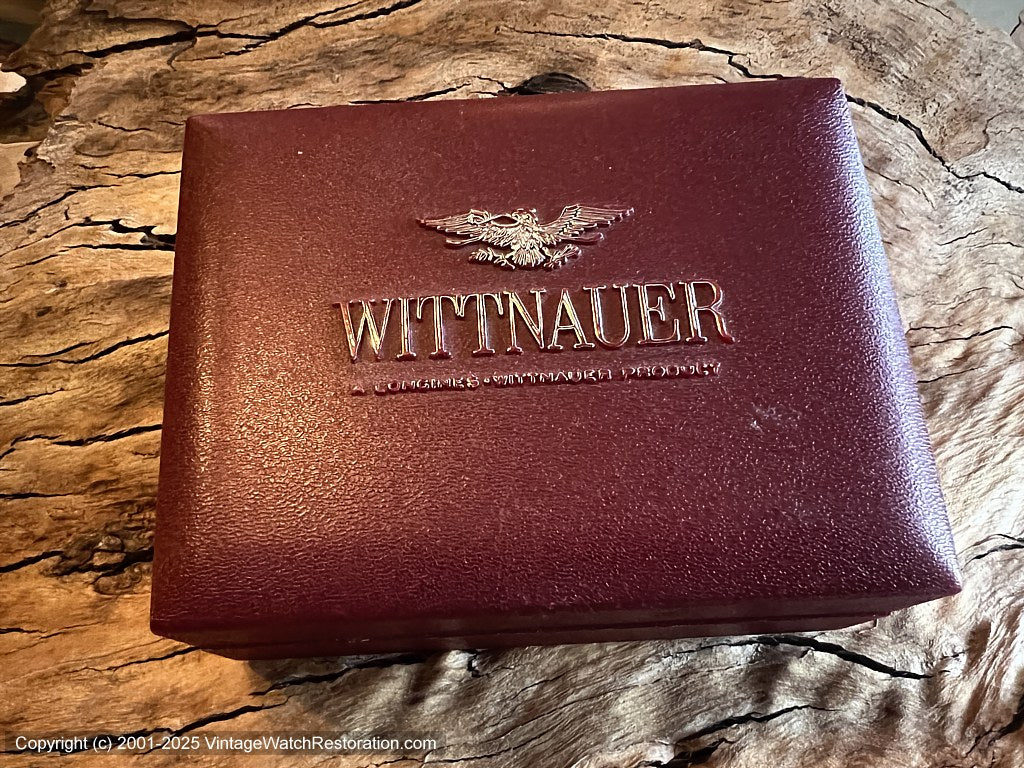 WITTNAUER
A LONGINES-WITTNAUER PRODUCT
Copyright (c) 2001-2025 VintageWatchRestoration.com